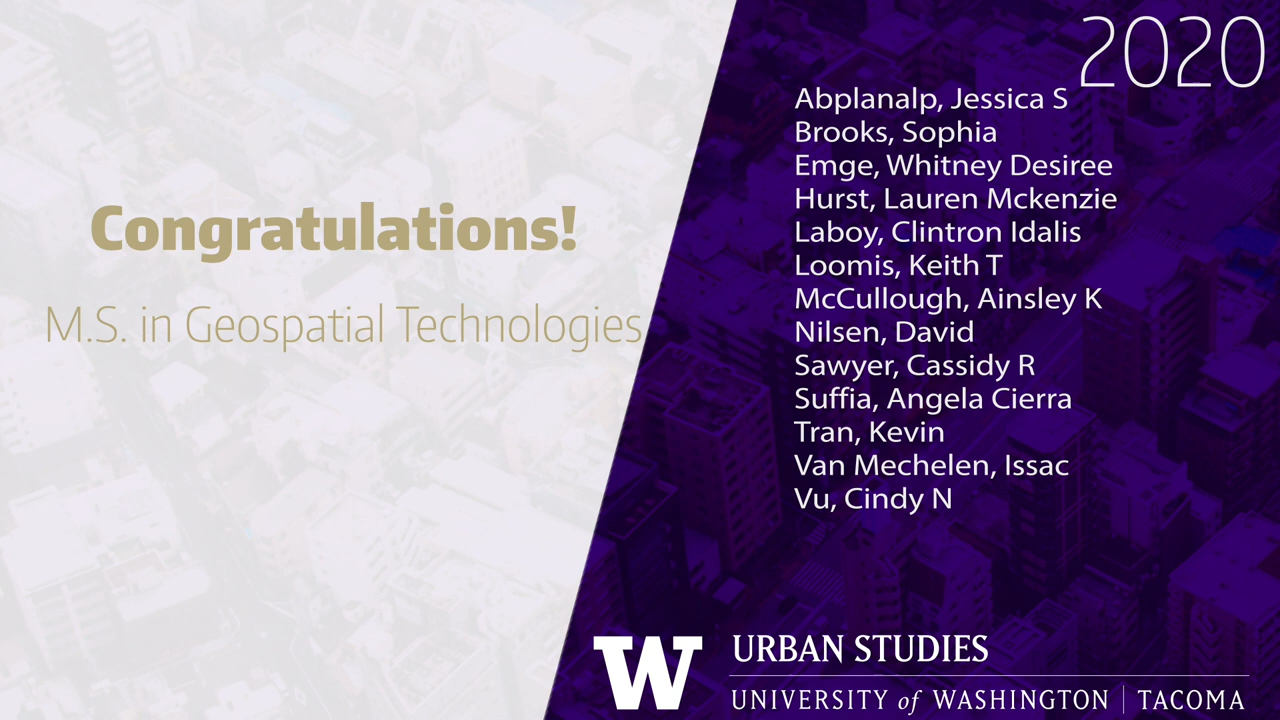 2020
Congratulations!
M.S. in Geospatial Technologies
Abplanalp, Jessica S
Brooks, Sophia
Emge, Whitney Desiree
Hurst, Lauren Mckenzie
Laboy, Clintron Idalis
Loomis, Keith T
McCullough, Ainsley K
Nilsen, David
Sawyer, Cassidy R
Suffia, Angela Cierra
Tran, Kevin
Van Mechelen, Issac
Vu, Cindy N
W URBAN STUDIES
UNIVERSITY of WASHINGTON | TACOMA